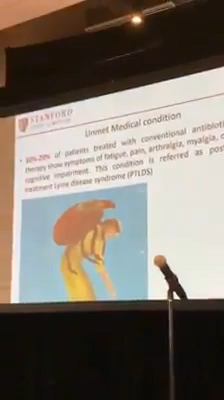 STANFORD
Unmet Medical condition
• 10%-20% of patients treated with conventional antibioti
therapy show symptoms of fatigue, pain, arthralgia, myalgia,
cognitive impairment. This condition is referred as pos
treatment Lyme disease syndrome (PTLDS)